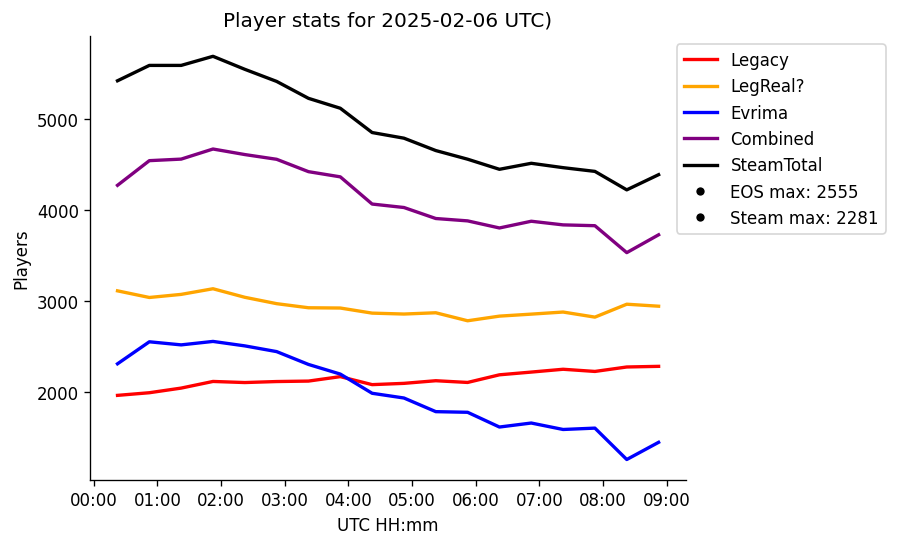 Player stats for 2025-02-06 UTC)
Legacy
LegReal?
Evrima
Combined
SteamTotal
EOS max: 2555
Steam max: 2281
Players
5000
4000
3000
2000
00:00 01:00 02:00 03:00 04:00 05:00 06:00 07:00 08:00 09:00
UTC HH:mm